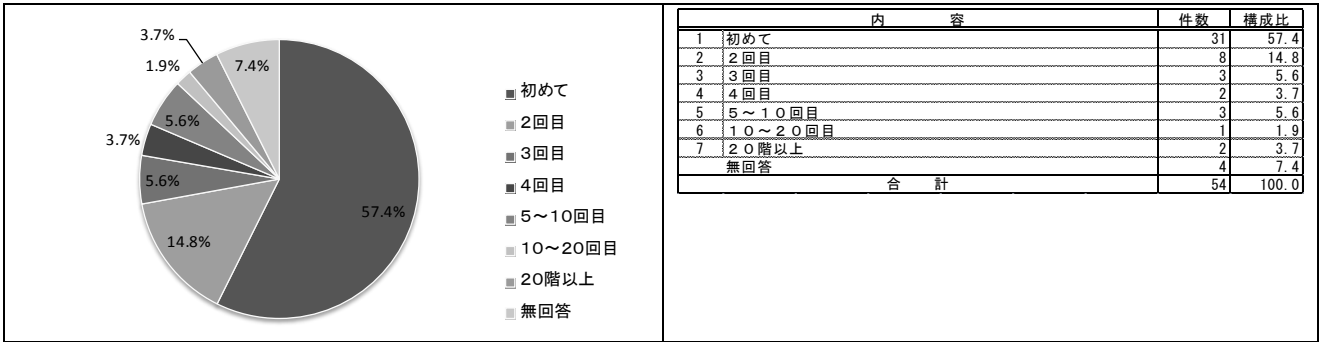 3.7%
1.9%
7.4%
5.6%
3.7%
5.6%
14.8%
57.4%
初めて
2回目
3回目
4回目
5～10回目
10～20回目
20階以上
無回答
内 容 件数 構成比
1 初めて 31 57.4
2 ２回目 8 14.8
3 ３回目 3 5.6
4 ４回目 2 3.7
5 ５～１０回目 3 5.6
6 １０～２０回目 1 1.9
7 ２０階以上 2 3.7
無回答 4 7.4
合 計 54 100.0